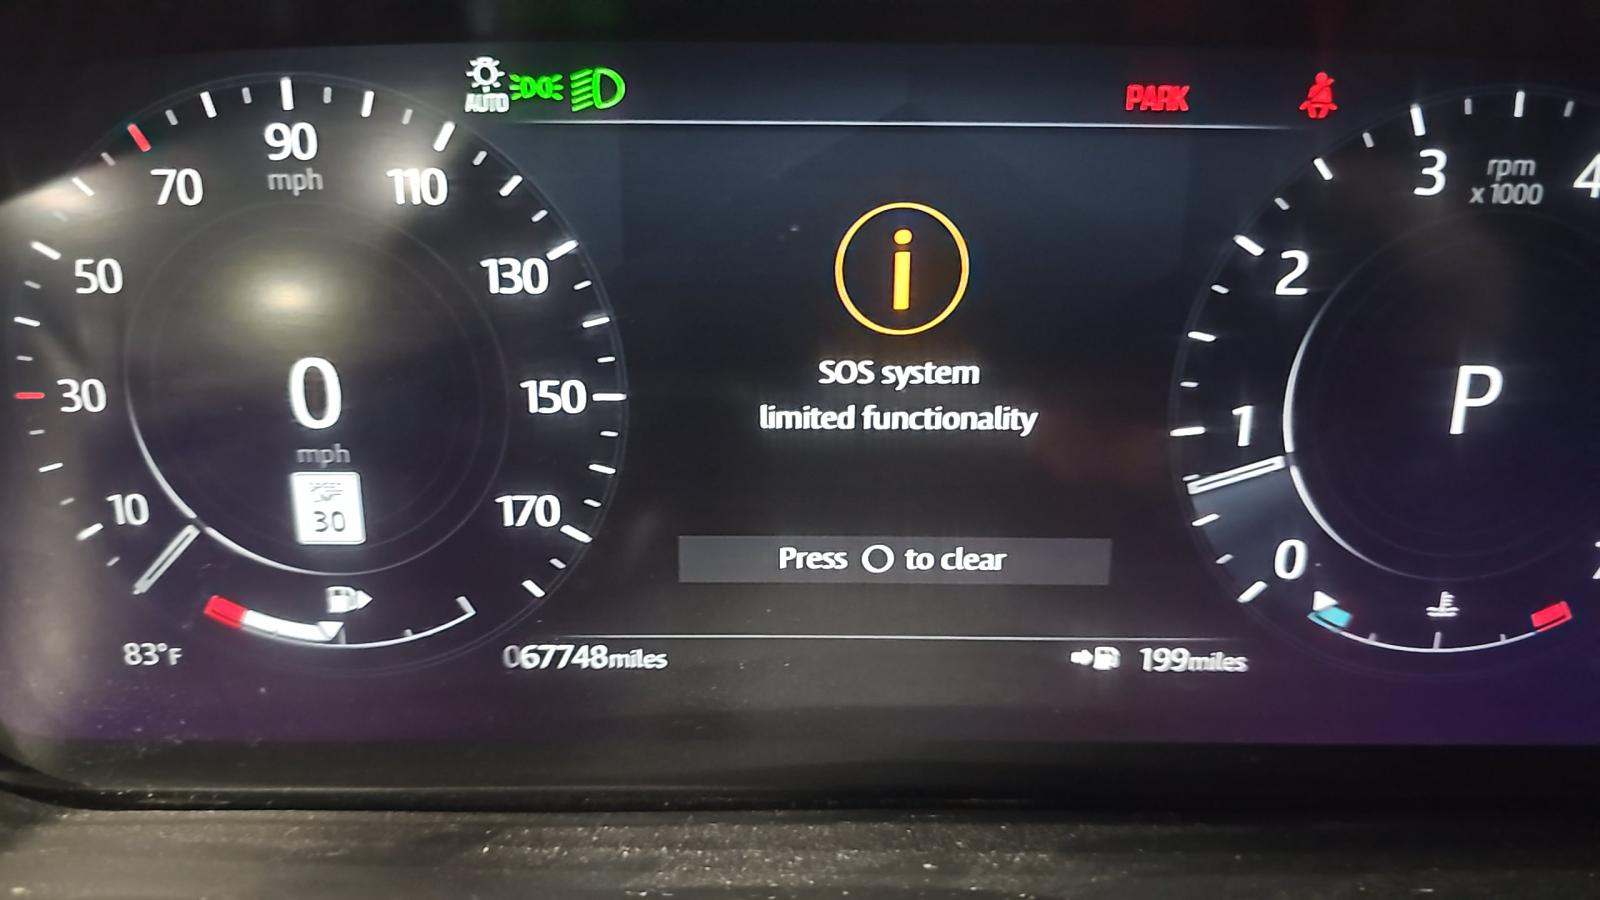 AUTO
PARK
90
mph
70
110
50
130
30
150
10
170
0
mph
30
SOS system
limited functionality
Press O to clear
3
rpm
x 1000
4
2
1
0
P
83°F
067748miles
199miles